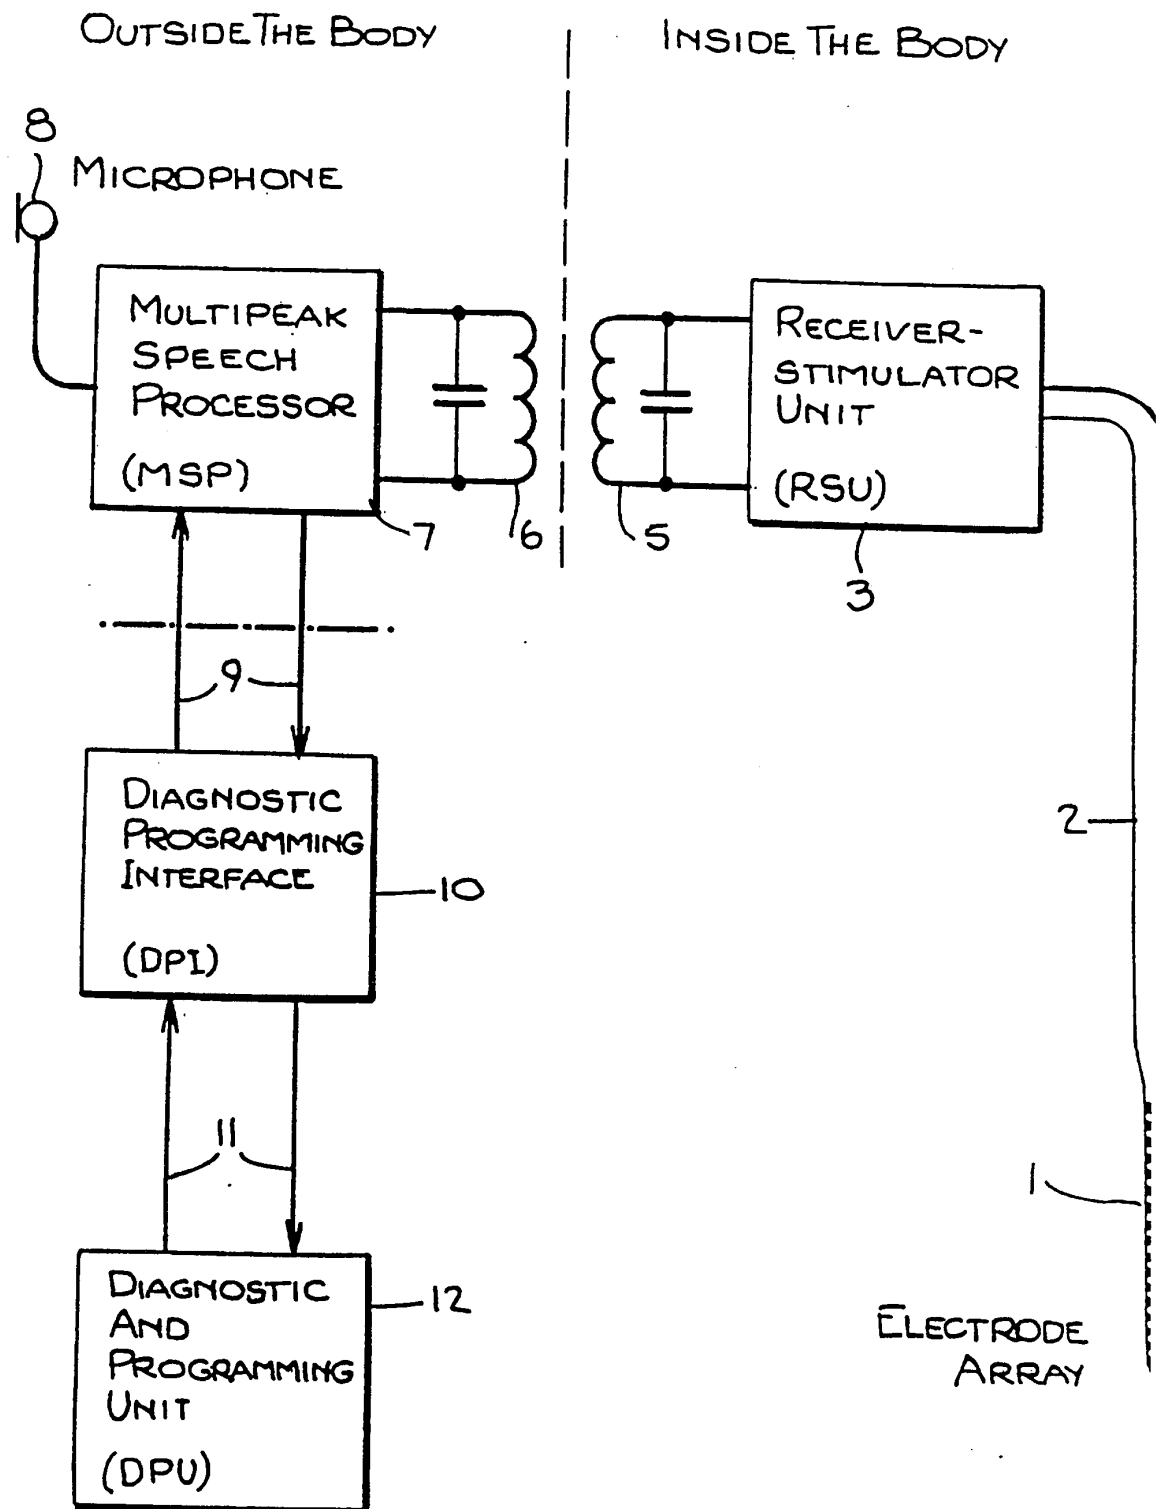 OUTSIDE THE BODY
INSIDE THE BODY
8
MICROPHONE
MULTIPEAK
SPEECH
PROCESSOR
(MSP)
7
6
5
RECEIVER-
STIMULATOR
UNIT
(RSU)
3
9
DIAGNOSTIC
PROGRAMMING
INTERFACE
(DPI)
10
2
11
1
DIAGNOSTIC
AND
PROGRAMMING
UNIT
(DPU)
12
ELECTRODE
ARRAY